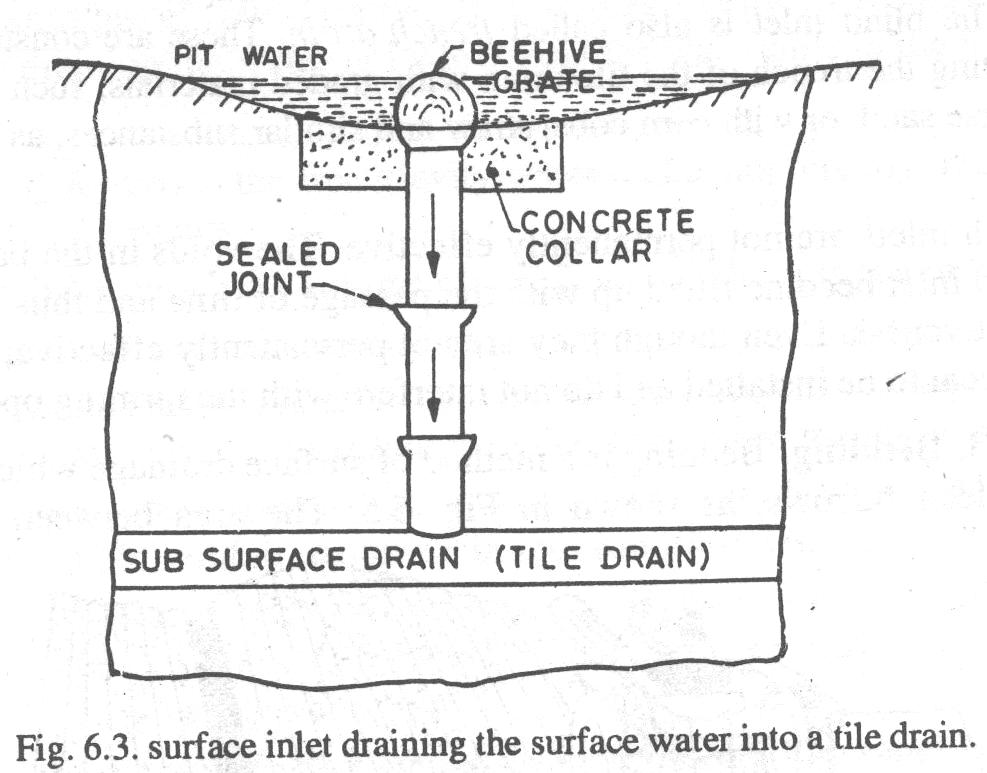 PIT WATER
BEEHIVE
GRATE
CONCRETE
COLLAR
SEALED
JOINT
SUB SURFACE DRAIN (TILE DRAIN)
Fig. 6.3. surface inlet draining the surface water into a tile drain.